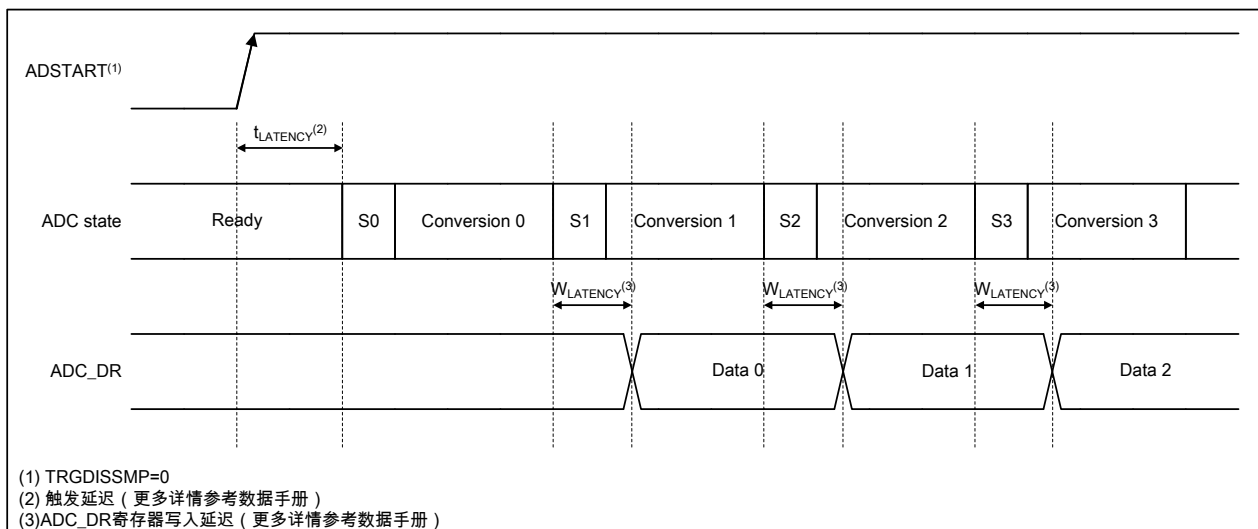 ADSTART(1)
tLATENCY(2)
ADC state Ready S0 Conversion 0 S1 Conversion 1 S2 Conversion 2 S3 Conversion 3
WLATENCY(3) WLATENCY(3) WLATENCY(3)
ADC_DR Data 0 Data 1 Data 2
(1) TRGDISSMP=0
(2) 触发延迟（更多详情参考数据手册）
(3)ADC_DR寄存器写入延迟（更多详情参考数据手册）